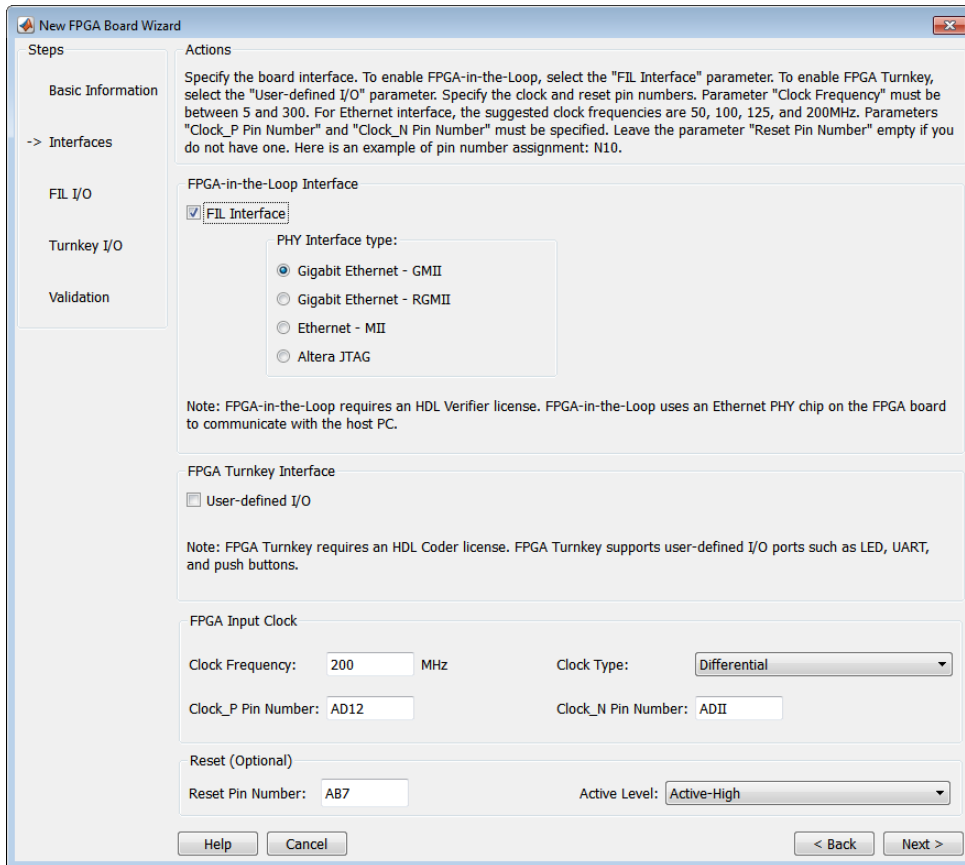 New FPGA Board Wizard
Steps
Basic Information
-> Interfaces
FIL I/O
Turnkey I/O
Validation
Actions
Specify the board interface. To enable FPGA-in-the-Loop, select the "FIL Interface" parameter. To enable FPGA Turnkey,
select the "User-defined I/O" parameter. Specify the clock and reset pin numbers. Parameter "Clock Frequency" must be
between 5 and 300. For Ethernet interface, the suggested clock frequencies are 50, 100, 125, and 200MHz. Parameters
"Clock_P Pin Number" and "Clock_N Pin Number" must be specified. Leave the parameter "Reset Pin Number" empty if you
do not have one. Here is an example of pin number assignment: N10.
FPGA-in-the-Loop Interface
FIL Interface
PHY Interface type:
Gigabit Ethernet - GMII
Gigabit Ethernet - RGMII
Ethernet - MII
Altera JTAG
Note: FPGA-in-the-Loop requires an HDL Verifier license. FPGA-in-the-Loop uses an Ethernet PHY chip on the FPGA board
to communicate with the host PC.
FPGA Turnkey Interface
User-defined I/O
Note: FPGA Turnkey requires an HDL Coder license. FPGA Turnkey supports user-defined I/O ports such as LED, UART,
and push buttons.
FPGA Input Clock
Clock Frequency: 200 MHz Clock Type: Differential
Clock_P Pin Number: AD12 Clock_N Pin Number: ADII
Reset (Optional)
Reset Pin Number: AB7 Active Level: Active-High
Help Cancel < Back Next >